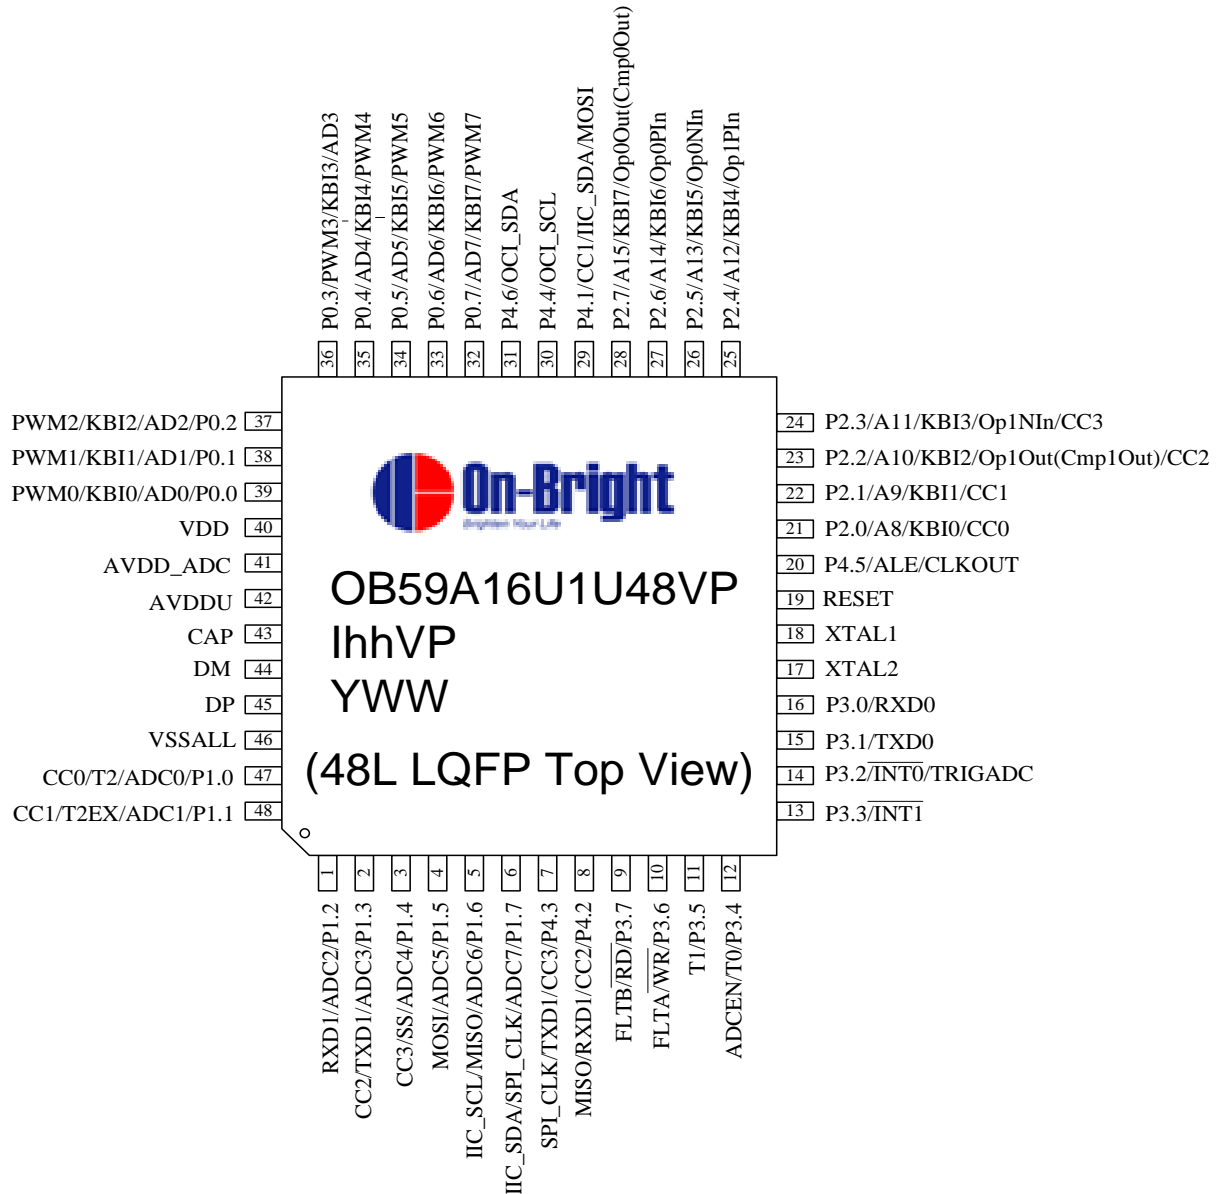 P0.3/PWM3/KBI3/AD3
P0.4/AD4/KBI4/PWM4
P0.5/AD5/KBI5/PWM5
P0.6/AD6/KBI6/PWM6
P0.7/AD7/KBI7/PWM7
P4.6/OCI_SDA
P4.4/OCI_SCL
P4.1/CC1/IIC_SDA/MOSI
P2.7/A15/KBI7/Op0Out(Cmp0Out)
P2.6/A14/KBI6/Op0PIn
P2.5/A13/KBI5/Op0NIn
P2.4/A12/KBI4/Op1PIn
36 35 34 33 32 31 30 29 28 27 26 25
PWM2/KBI2/AD2/P0.2 37
PWM1/KBI1/AD1/P0.1 38
PWM0/KBI0/AD0/P0.0 39
VDD 40
AVDD_ADC 41
AVDDU 42
CAP 43
DM 44
DP 45
VSSALL 46
CC0/T2/ADC0/P1.0 47
CC1/T2EX/ADC1/P1.1 48
On-Bright
Brighten Your Life
OB59A16U1U48VP
IhhVP
YWW
(48L LQFP Top View)
24 P2.3/A11/KBI3/Op1NIn/CC3
23 P2.2/A10/KBI2/Op1Out(Cmp1Out)/CC2
22 P2.1/A9/KBI1/CC1
21 P2.0/A8/KBI0/CC0
20 P4.5/ALE/CLKOUT
19 RESET
18 XTAL1
17 XTAL2
16 P3.0/RXD0
15 P3.1/TXD0
14 P3.2/INT0/TRIGADC
13 P3.3/INT1
1 2 3 4 5 6 7 8 9 10 11 12
RXD1/ADC2/P1.2
CC2/TXD1/ADC3/P1.3
CC3/SS/ADC4/P1.4
MOSI/ADC5/P1.5
IIC_SCL/MISO/ADC6/P1.6
IIC_SDA/SPI_CLK/ADC7/P1.7
SPI_CLK/TXD1/CC3/P4.3
MISO/RXD1/CC2/P4.2
FLTB/RD/P3.7
FLTA/WR/P3.6
T1/P3.5
ADCEN/T0/P3.4